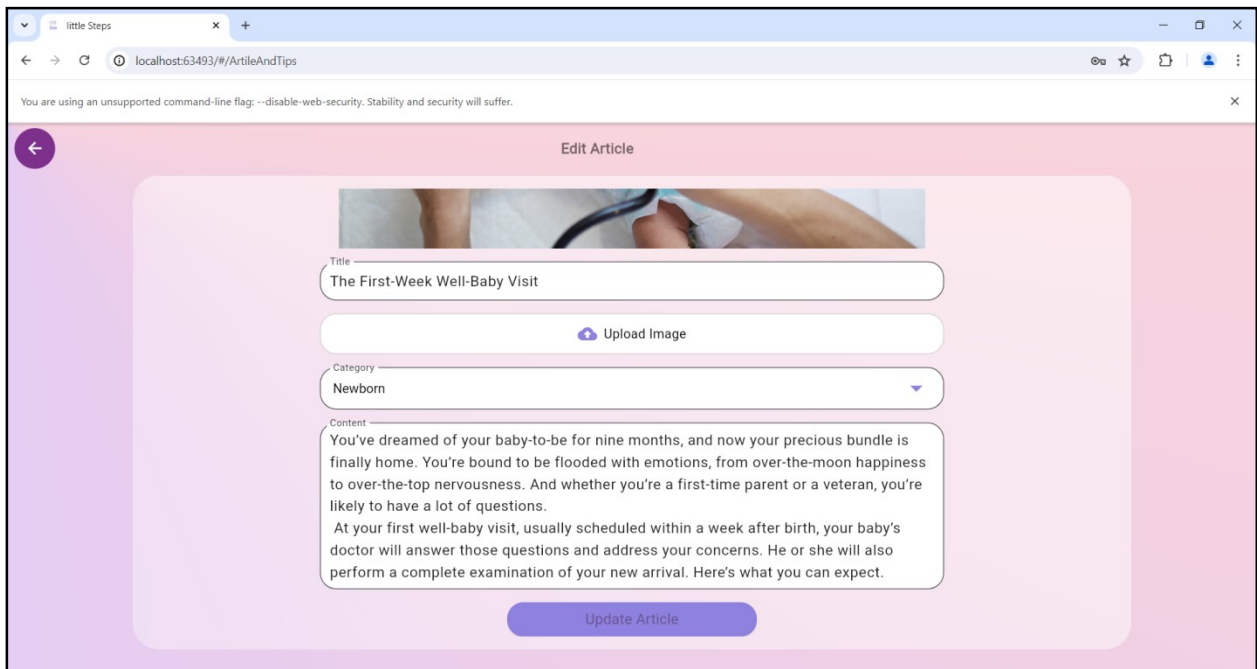 little Steps
localhost:63493/#/ArtileAndTips
You are using an unsupported command-line flag: --disable-web-security. Stability and security will suffer.
Edit Article
Title
The First-Week Well-Baby Visit
Upload Image
Category
Newborn
Content
You’ve dreamed of your baby-to-be for nine months, and now your precious bundle is
finally home. You’re bound to be flooded with emotions, from over-the-moon happiness
to over-the-top nervousness. And whether you’re a first-time parent or a veteran, you’re
likely to have a lot of questions.
At your first well-baby visit, usually scheduled within a week after birth, your baby’s
doctor will answer those questions and address your concerns. He or she will also
perform a complete examination of your new arrival. Here’s what you can expect.
Update Article